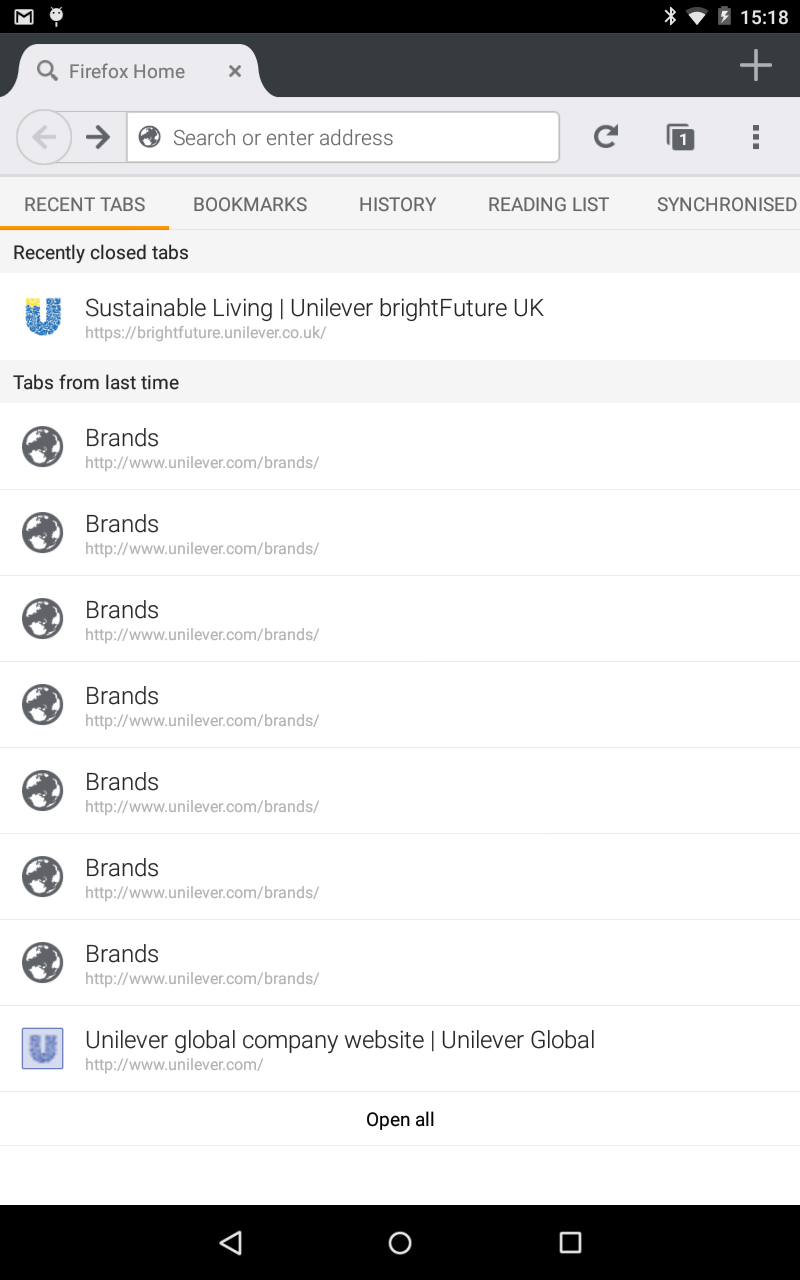 15:18
Firefox Home
Search or enter address
1
RECENT TABS BOOKMARKS HISTORY READING LIST SYNCHRONISED
Recently closed tabs
Sustainable Living | Unilever brightFuture UK
https://brightfuture.unilever.co.uk/
Tabs from last time
Brands
http://www.unilever.com/brands/
Brands
http://www.unilever.com/brands/
Brands
http://www.unilever.com/brands/
Brands
http://www.unilever.com/brands/
Brands
http://www.unilever.com/brands/
Brands
http://www.unilever.com/brands/
Brands
http://www.unilever.com/brands/
Unilever global company website | Unilever Global
http://www.unilever.com/
Open all